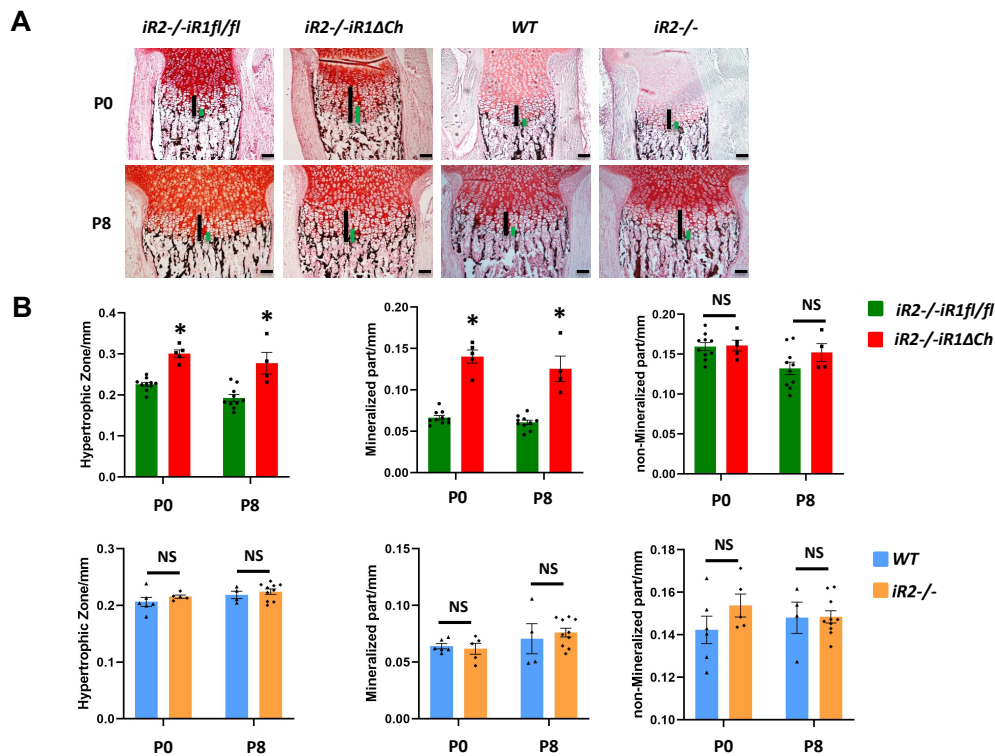 A
iR2-/-iR1fl/fl iR2-/-iR1ΔCh WT iR2-/-
P0
P8
B
Hypertrophic Zone/mm
0.4
0.3
0.2
0.1
0.0
* *
P0 P8
Mineralized part/mm
0.20
0.15
0.10
0.05
0.00
* *
P0 P8
non-Mineralized part/mm
0.20
0.15
0.10
0.05
0.00
NS NS
P0 P8
iR2-/-iR1fl/fl
iR2-/-iR1ΔCh
Hypertrophic Zone/mm
0.3
0.2
0.1
0.0
NS NS
P0 P8
Mineralized part/mm
0.15
0.10
0.05
0.00
NS NS
P0 P8
non-Mineralized part/mm
0.18
0.16
0.14
0.12
0.10
NS NS
P0 P8
WT
iR2-/-